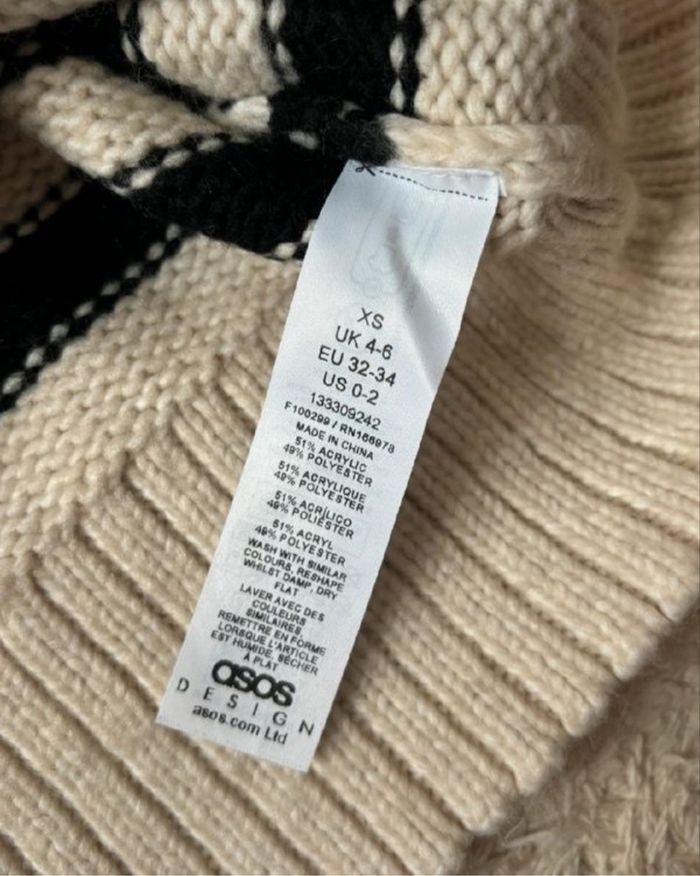 XS
UK 4-6
EU 32-34
US 0-2
133309242
F100299 / RN166978
MADE IN CHINA
51% ACRYLIC
49% POLYESTER
51% ACRYLIQUE
49% POLYESTER
51% ACRÍLICO
49% POLIÉSTER
51% ACRYL
49% POLYESTER
WASH WITH SIMILAR
COLOURS, RESHAPE
WHILST DAMP, DRY
FLAT
LAVER AVEC DES
COULEURS
SIMILAIRES,
REMETTRE EN FORME
LORSQUE L'ARTICLE
EST HUMIDE, SÉCHER
À PLAT
asos
DESIGN
asos.com Ltd